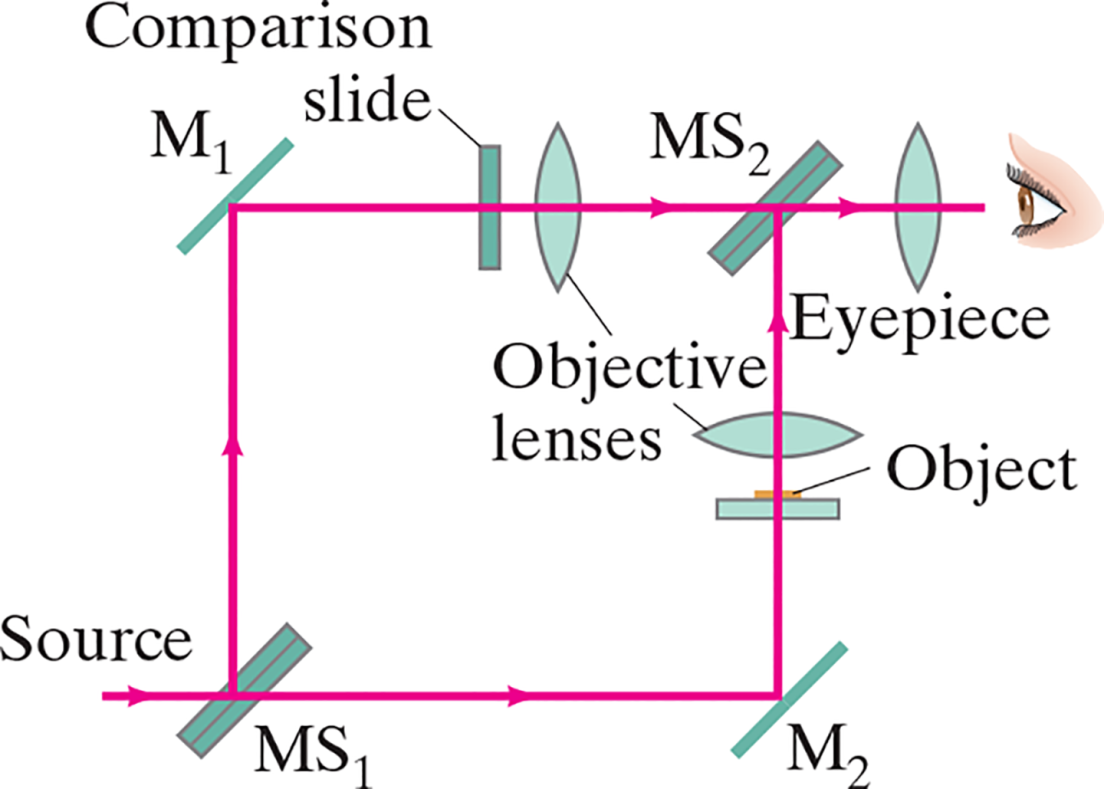 Comparison
slide
M₁
MS₂
Eyepiece
Objective
lenses
Object
Source
MS₁
M₂